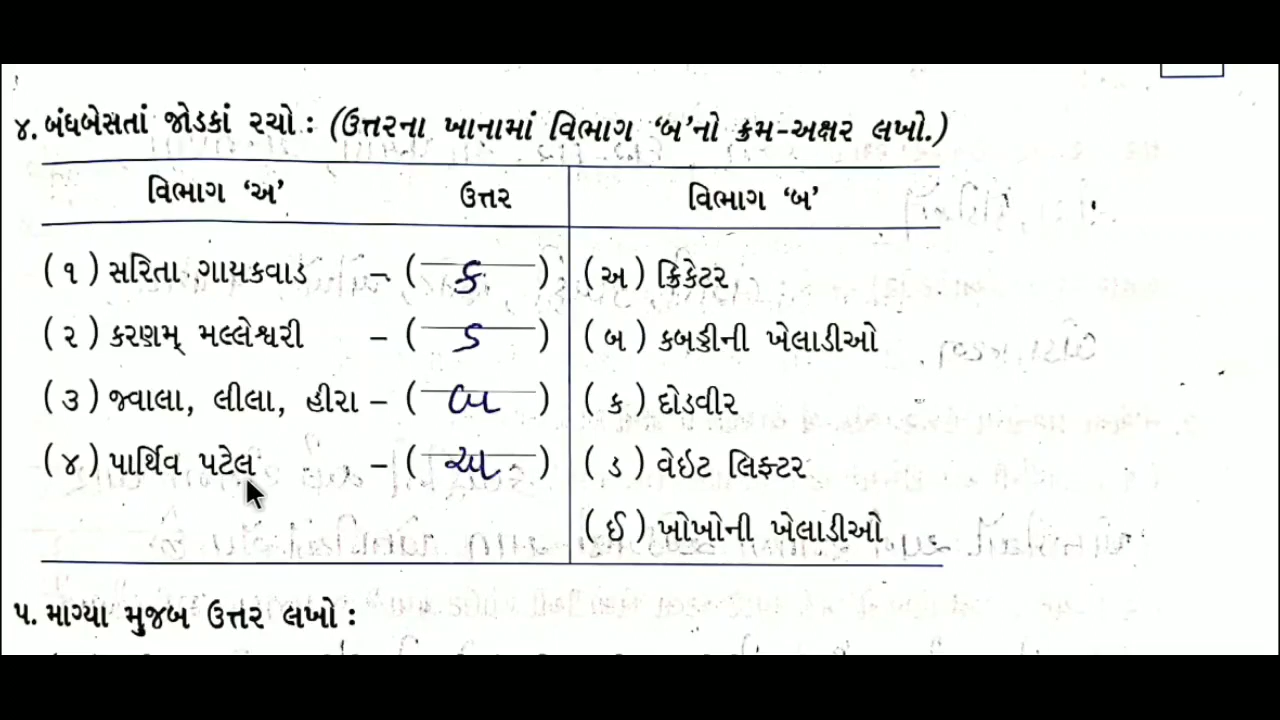 ૪. બંધબેસતાં જોડકાં રચો : (ઉત્તરના ખાનામાં વિભાગ ‘બ’નો ક્રમ-અક્ષર લખો.)
વિભાગ ‘અ’ ઉત્તર વિભાગ ‘બ’
(૧) સરિતા ગાયકવાડ – ( ક ) (અ) ક્રિકેટર
(૨) કરણમ્ મલ્લેશ્વરી – ( ડ ) (બ) કબડ્ડીની ખેલાડીઓ
(૩) જ્વાલા, લીલા, હીરા – ( બ ) (ક) દોડવીર
(૪) પાર્થિવ પટેલ – ( અ ) (ડ) વેઇટ લિફ્ટર
(ઈ) ખોખોની ખેલાડીઓ
૫. માગ્યા મુજબ ઉત્તર લખો :